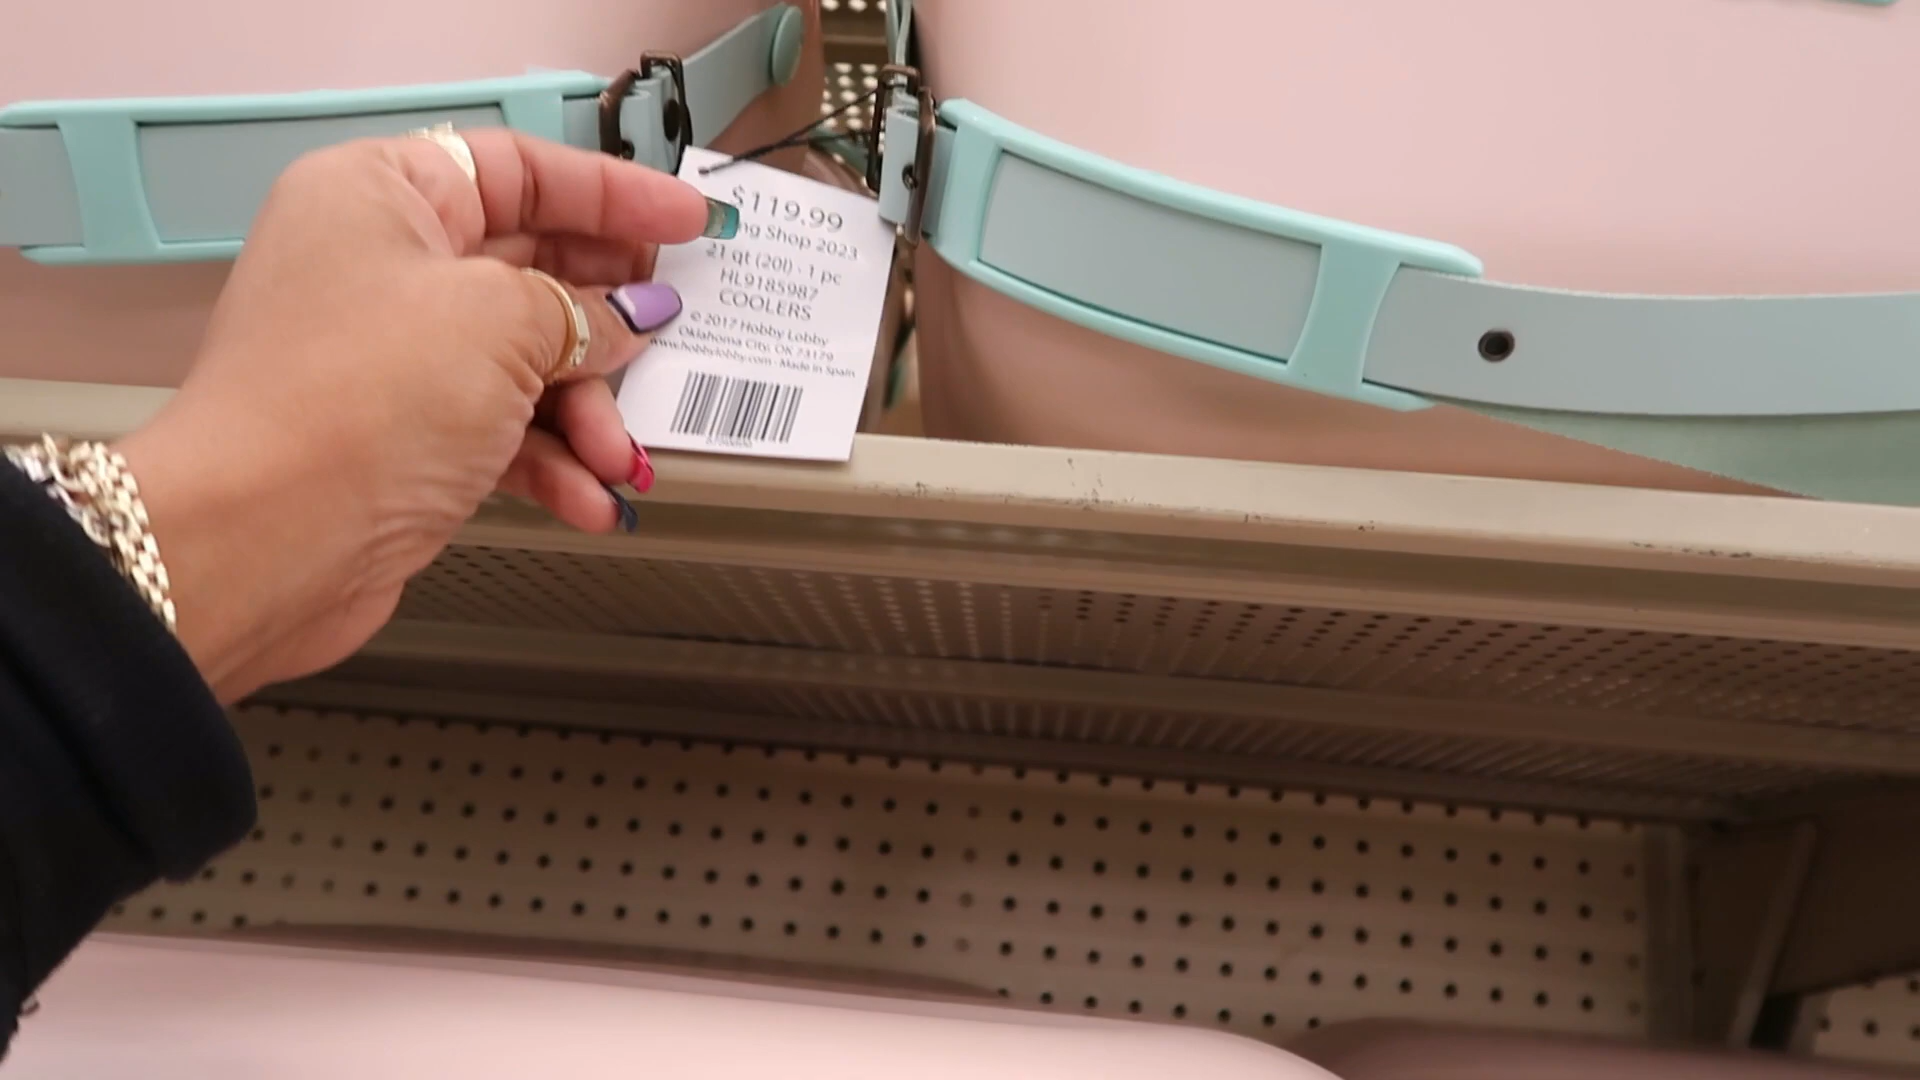 $119.99
Shop 2023
21 qt (20l) - 1 pc
HL9185987
COOLERS
© 2017 Hobby Lobby
Oklahoma City, OK 73179
www.hobbylobby.com - Made in Spain